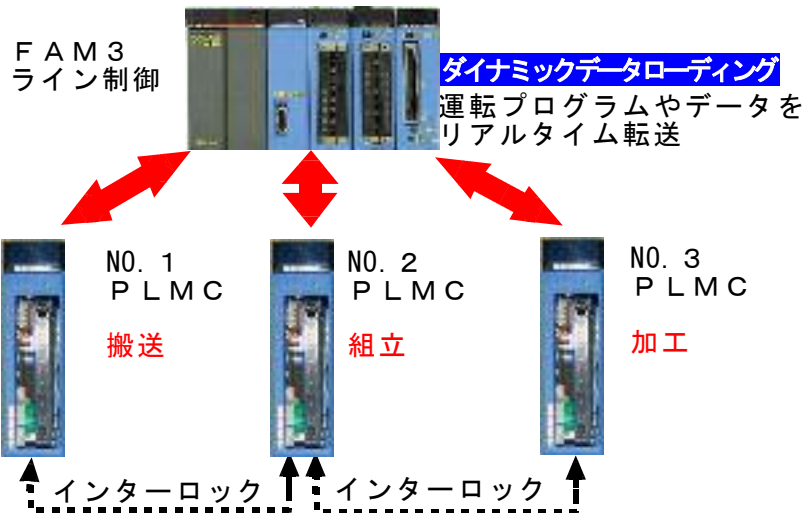 ＦＡＭ３
ライン制御
ダイナミックデータローディング
運転プログラムやデータを
リアルタイム転送
NO. 1
ＰＬＭＣ
搬送
NO. 2
ＰＬＭＣ
組立
NO. 3
ＰＬＭＣ
加工
インターロック
インターロック